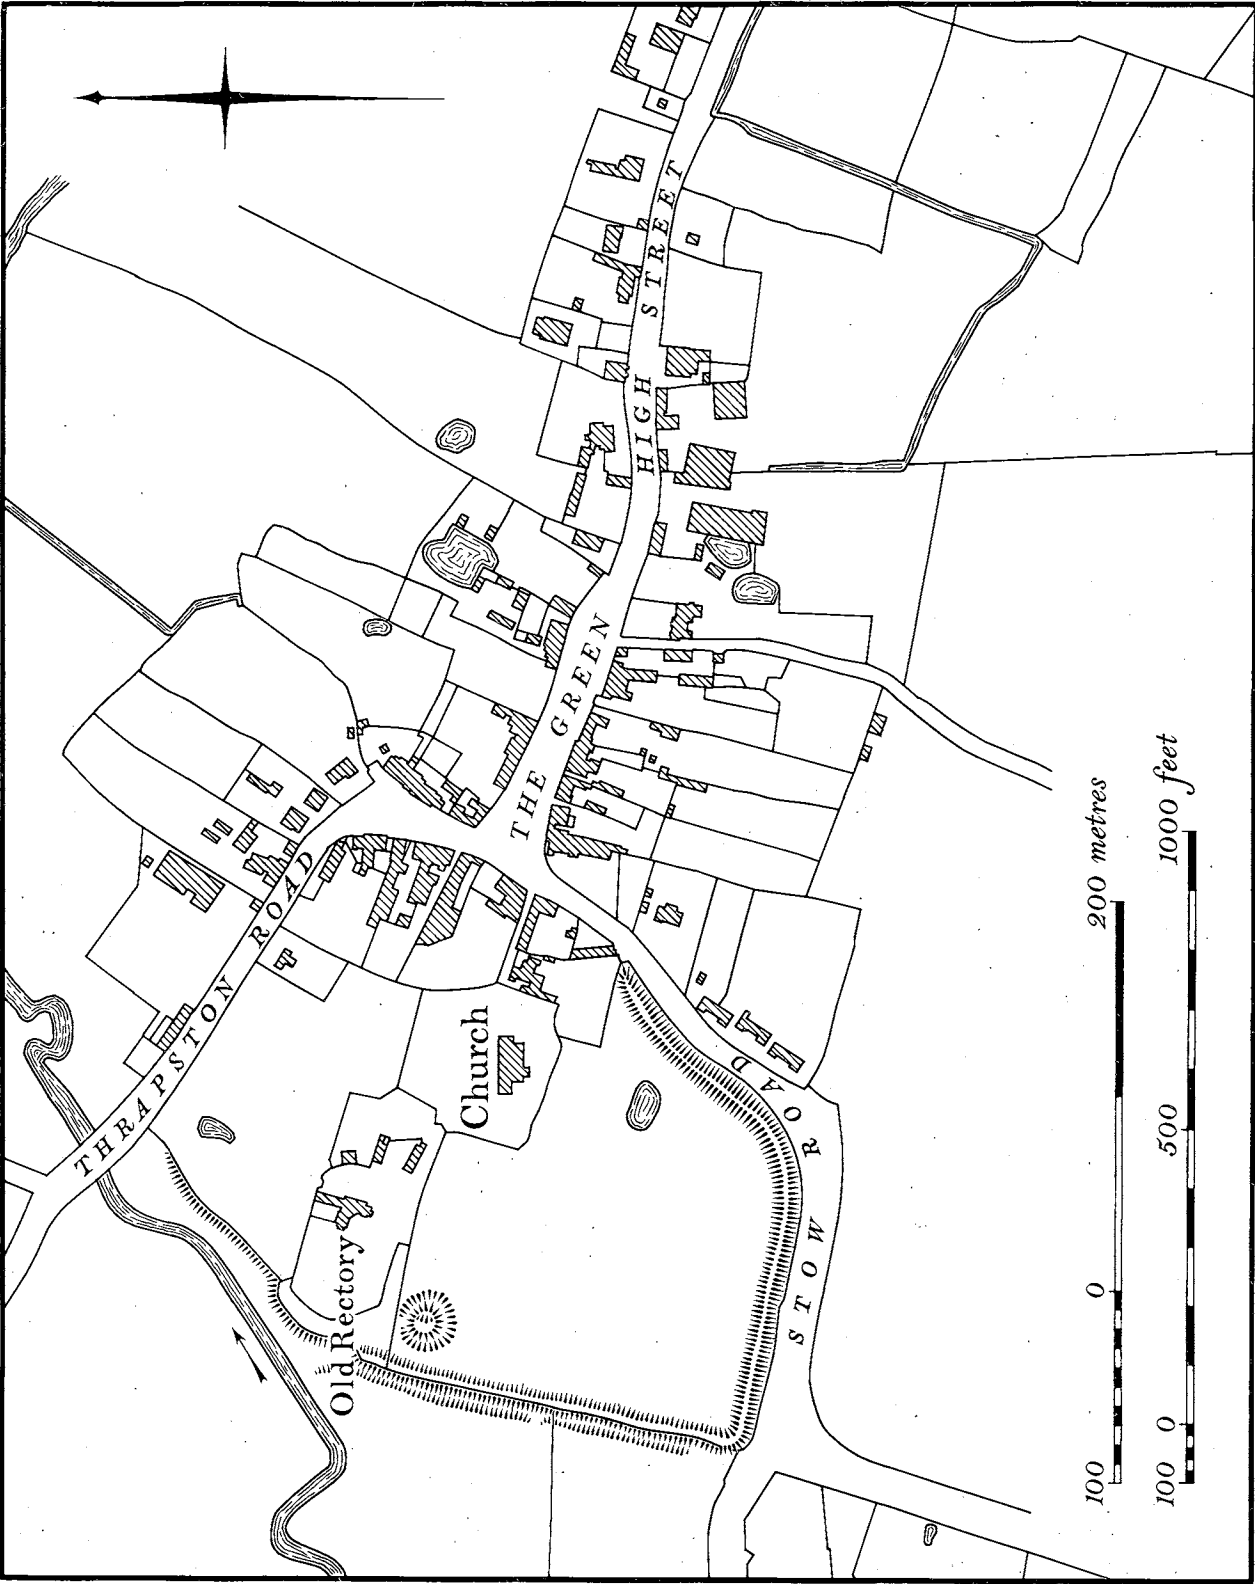 THRAPSTON ROAD
HIGH STREET
THE GREEN
Church
Old Rectory
STOW ROAD
100 0 200 metres
100 0 500 1000 feet